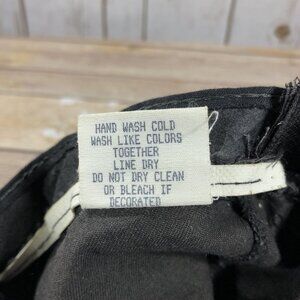 HAND WASH COLD
WASH LIKE COLORS
TOGETHER
LINE DRY
DO NOT DRY CLEAN
OR BLEACH IF
DECORATED